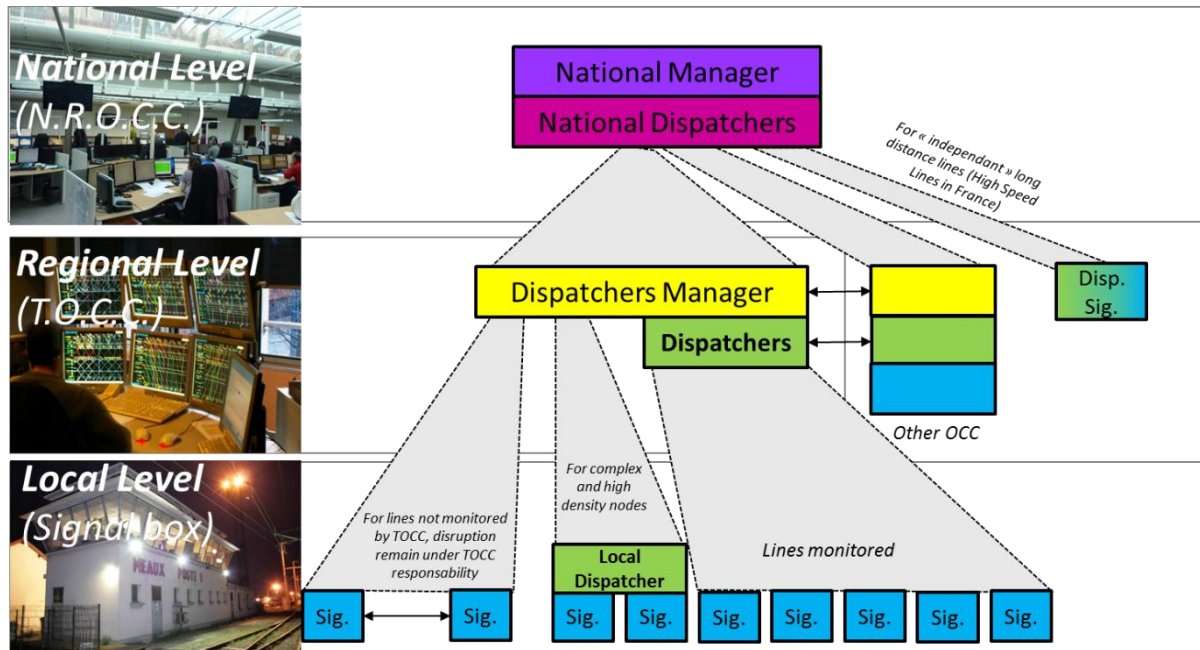 National Level
(N.R.O.C.C.)
National Manager
National Dispatchers
For « independant » long
distance lines (High Speed
Lines in France)
Regional Level
(T.O.C.C.)
Dispatchers Manager
Dispatchers
Disp.
Sig.
Other OCC
Local Level
(Signal box)
MEAUX POSTE 1
For lines not monitored
by TOCC, disruption
remain under TOCC
responsability
For complex
and high
density nodes
Lines monitored
Local
Dispatcher
Sig.
Sig.
Sig.
Sig.
Sig.
Sig.
Sig.
Sig.
Sig.